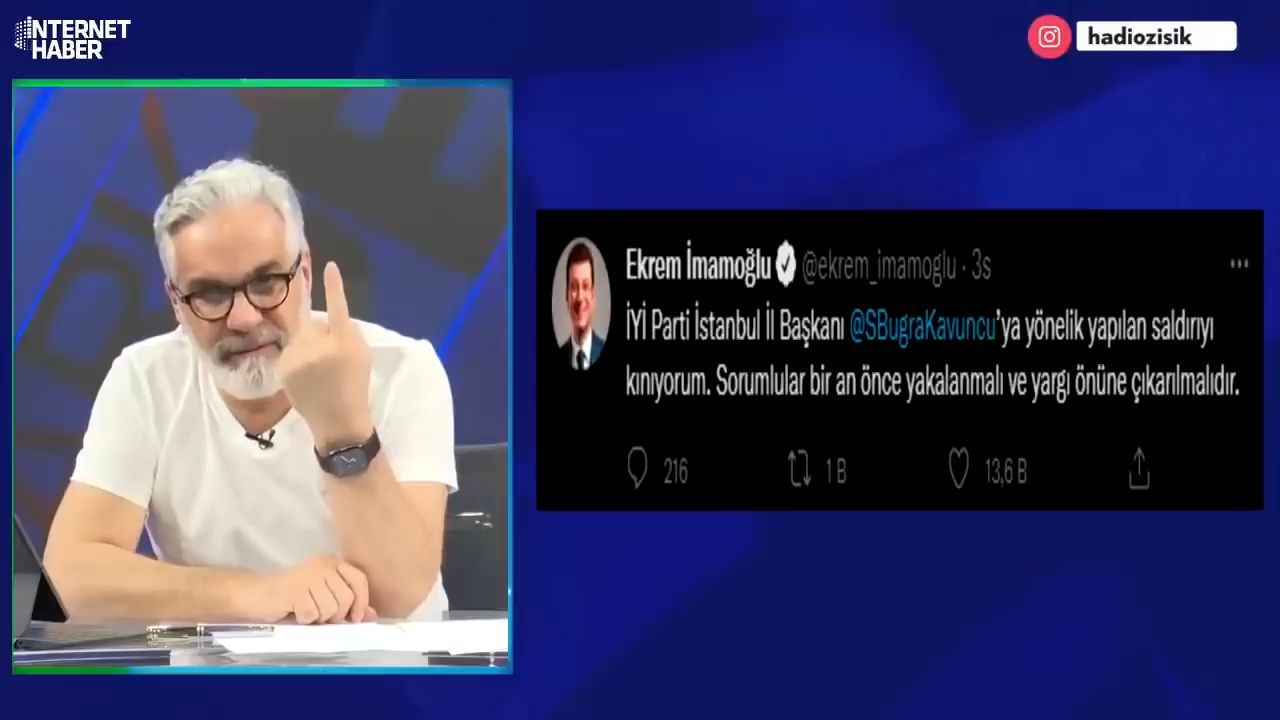 İNTERNET
HABER
hadiozisik
Ekrem İmamoğlu @ekrem_imamoglu · 3s
İYİ Parti İstanbul İl Başkanı @SBugraKavuncu'ya yönelik yapılan saldırıyı
kınıyorum. Sorumlular bir an önce yakalanmalı ve yargı önüne çıkarılmalıdır.
216 1 B 13,6 B